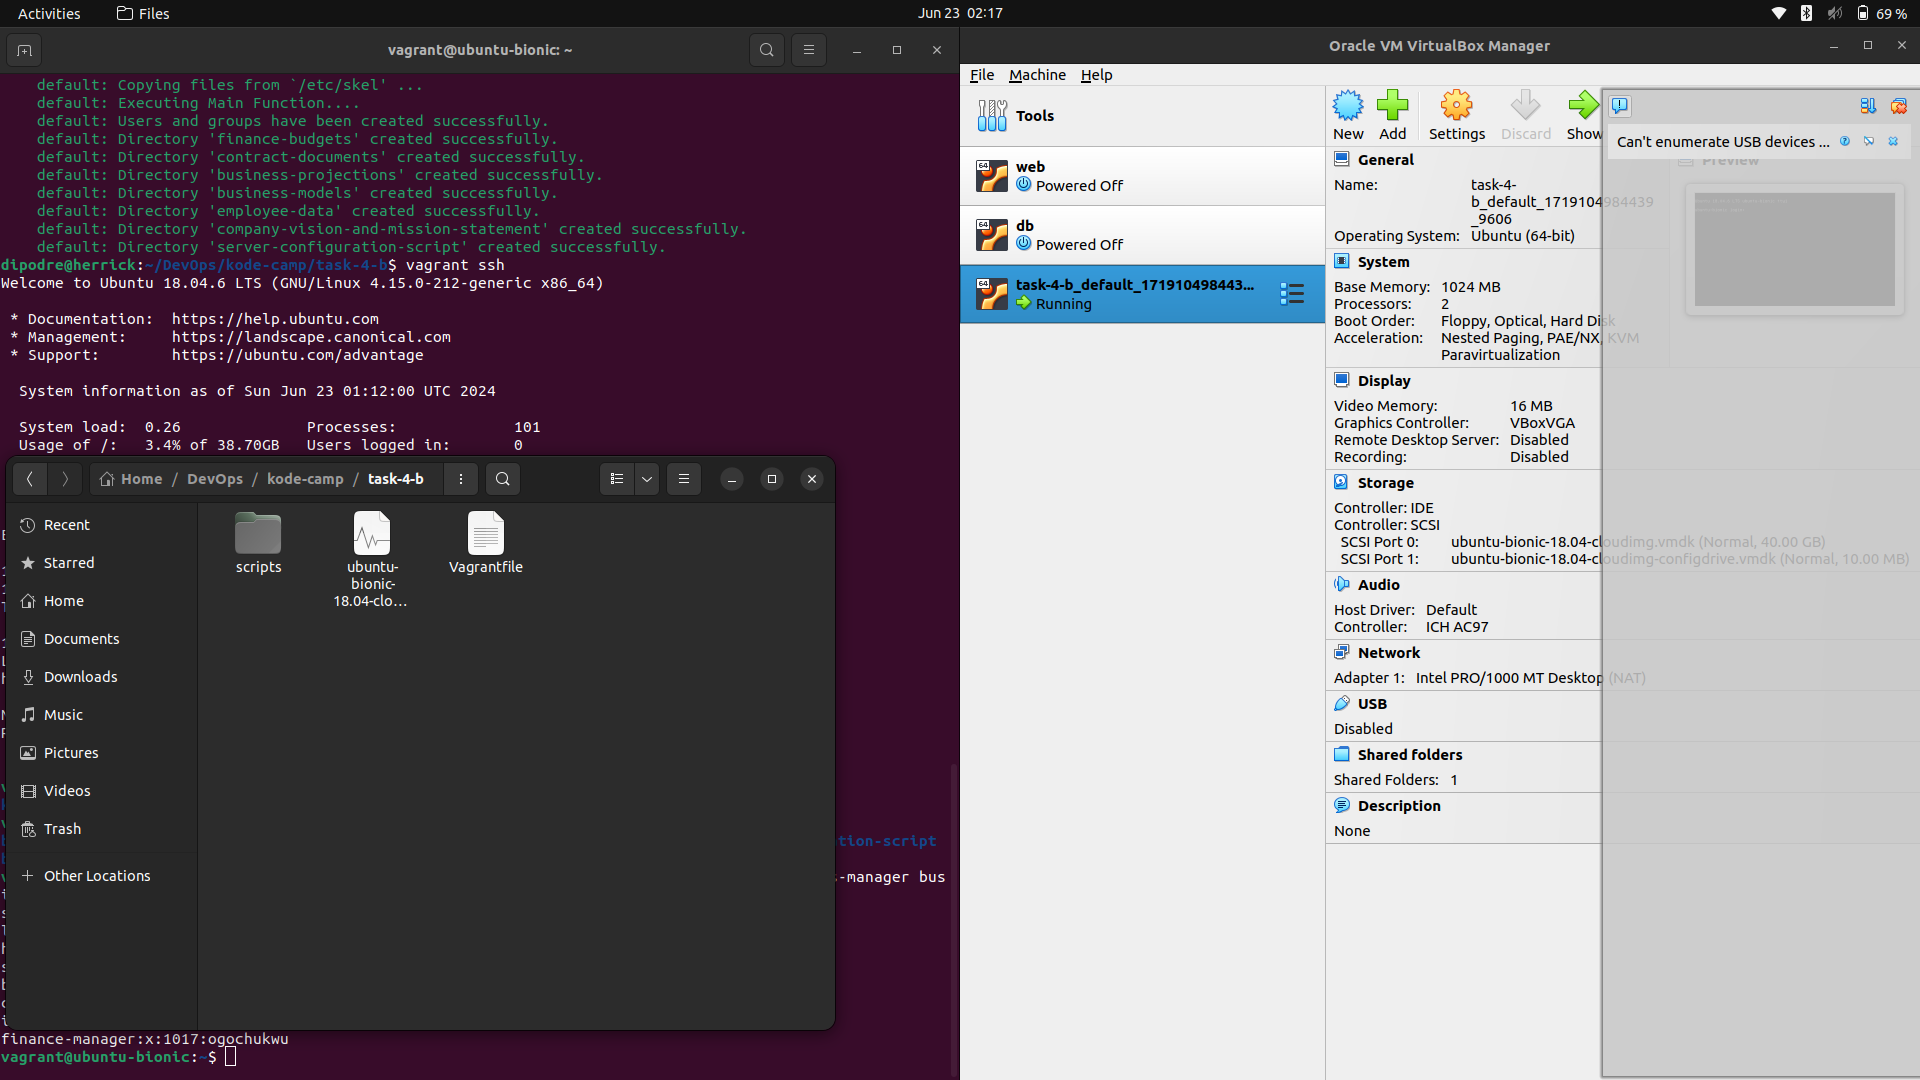 Activities
Files
Jun 23 02:17
69 %
vagrant@ubuntu-bionic: ~
default: Copying files from `/etc/skel' ...
default: Executing Main Function....
default: Users and groups have been created successfully.
default: Directory 'finance-budgets' created successfully.
default: Directory 'contract-documents' created successfully.
default: Directory 'business-projections' created successfully.
default: Directory 'business-models' created successfully.
default: Directory 'employee-data' created successfully.
default: Directory 'company-vision-and-mission-statement' created successfully.
default: Directory 'server-configuration-script' created successfully.
dipodre@herrick:~/DevOps/kode-camp/task-4-b$ vagrant ssh
Welcome to Ubuntu 18.04.6 LTS (GNU/Linux 4.15.0-212-generic x86_64)
* Documentation: https://help.ubuntu.com
* Management: https://landscape.canonical.com
* Support: https://ubuntu.com/advantage
System information as of Sun Jun 23 01:12:00 UTC 2024
System load: 0.26 Processes: 101
Usage of /: 3.4% of 38.70GB Users logged in: 0
Home / DevOps / kode-camp / task-4-b
Recent
Starred
Home
Documents
Downloads
Music
Pictures
Videos
Trash
+ Other Locations
scripts
ubuntu-
bionic-
18.04-clo...
Vagrantfile
tion-script
-manager bus
finance-manager:x:1017:ogochukwu
vagrant@ubuntu-bionic:~$
Oracle VM VirtualBox Manager
File Machine Help
Tools
web
Powered Off
db
Powered Off
task-4-b_default_171910498443...
Running
New
Add
Settings
Discard
Show
Can't enumerate USB devices ...
Preview
General
Name: task-4-
b_default_1719104984439
_9606
Operating System: Ubuntu (64-bit)
System
Base Memory: 1024 MB
Processors: 2
Boot Order: Floppy, Optical, Hard Disk
Acceleration: Nested Paging, PAE/NX, KVM
Paravirtualization
Display
Video Memory: 16 MB
Graphics Controller: VBoxVGA
Remote Desktop Server: Disabled
Recording: Disabled
Storage
Controller: IDE
Controller: SCSI
SCSI Port 0: ubuntu-bionic-18.04-cloudimg.vmdk (Normal, 40.00 GB)
SCSI Port 1: ubuntu-bionic-18.04-cloudimg-configdrive.vmdk (Normal, 10.00 MB)
Audio
Host Driver: Default
Controller: ICH AC97
Network
Adapter 1: Intel PRO/1000 MT Desktop (NAT)
USB
Disabled
Shared folders
Shared Folders: 1
Description
None